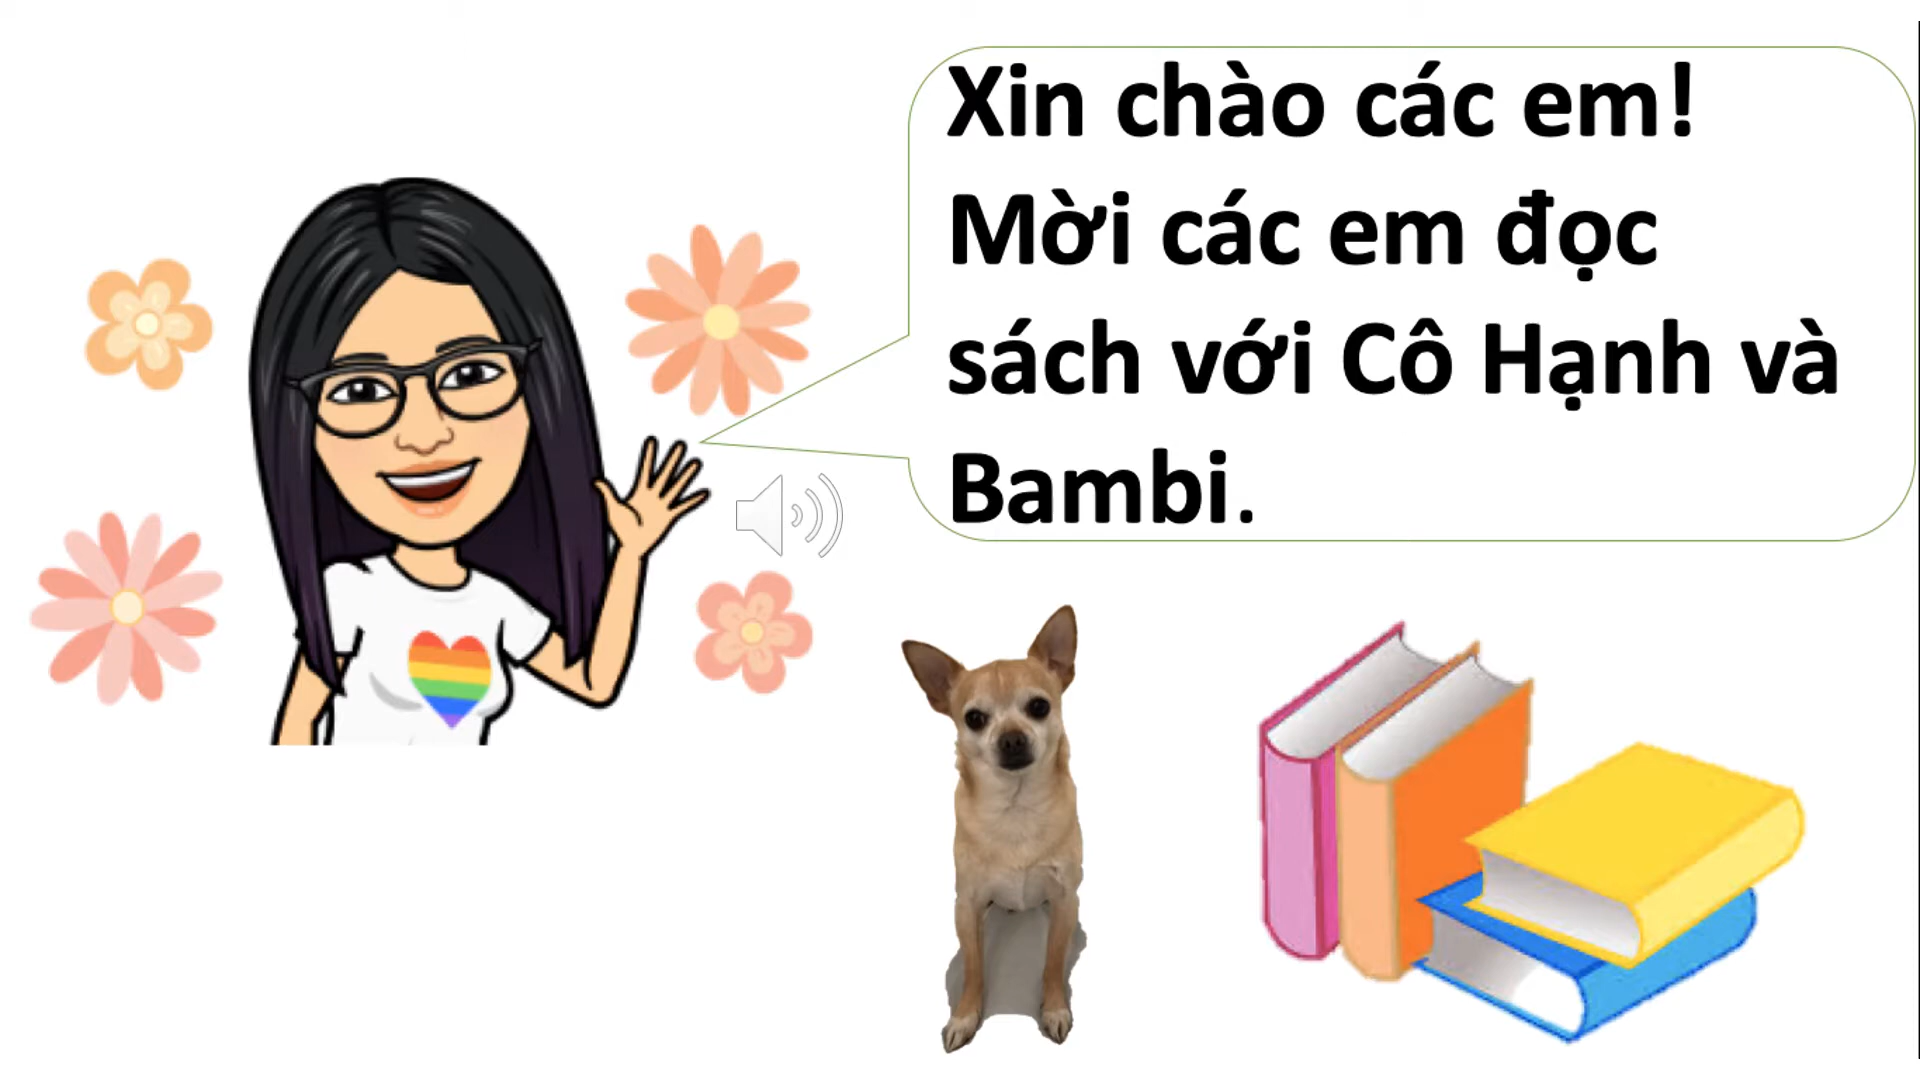 Xin chào các em!
Mời các em đọc
sách với Cô Hạnh và
Bambi.